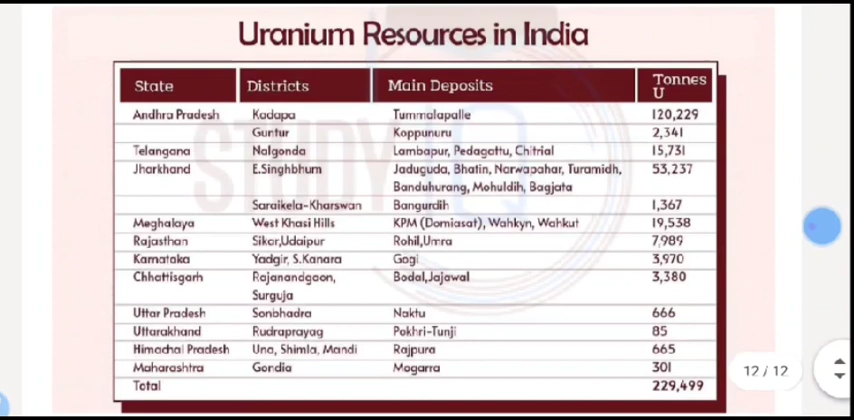 Uranium Resources in India
State Districts Main Deposits Tonnes U
Andhra Pradesh Kadapa Tummalapalle 120,229
Guntur Koppunuru 2,341
Telangana Nalgonda Lambapur, Pedagattu, Chitrial 15,731
Jharkhand E.Singhbhum Jaduguda, Bhatin, Narwapahar, Turamidh, 53,237
Banduhurang, Mohuldih, Bagjata
Saraikela-Kharswan Bangurdih 1,367
Meghalaya West Khasi Hills KPM (Domiasat), Wahkyn, Wahkut 19,538
Rajasthan Sikar,Udaipur Rohil,Umra 7,989
Karnataka Yadgir, S.Kanara Gogi 3,970
Chhattisgarh Rajanandgaon, Bodal,Jajawal 3,380
Surguja
Uttar Pradesh Sonbhadra Naktu 666
Uttarakhand Rudraprayag Pokhri-Tunji 85
Himachal Pradesh Una, Shimla, Mandi Rajpura 665
Maharashtra Gondia Mogarra 301
Total 229,499
12 / 12
STUDY